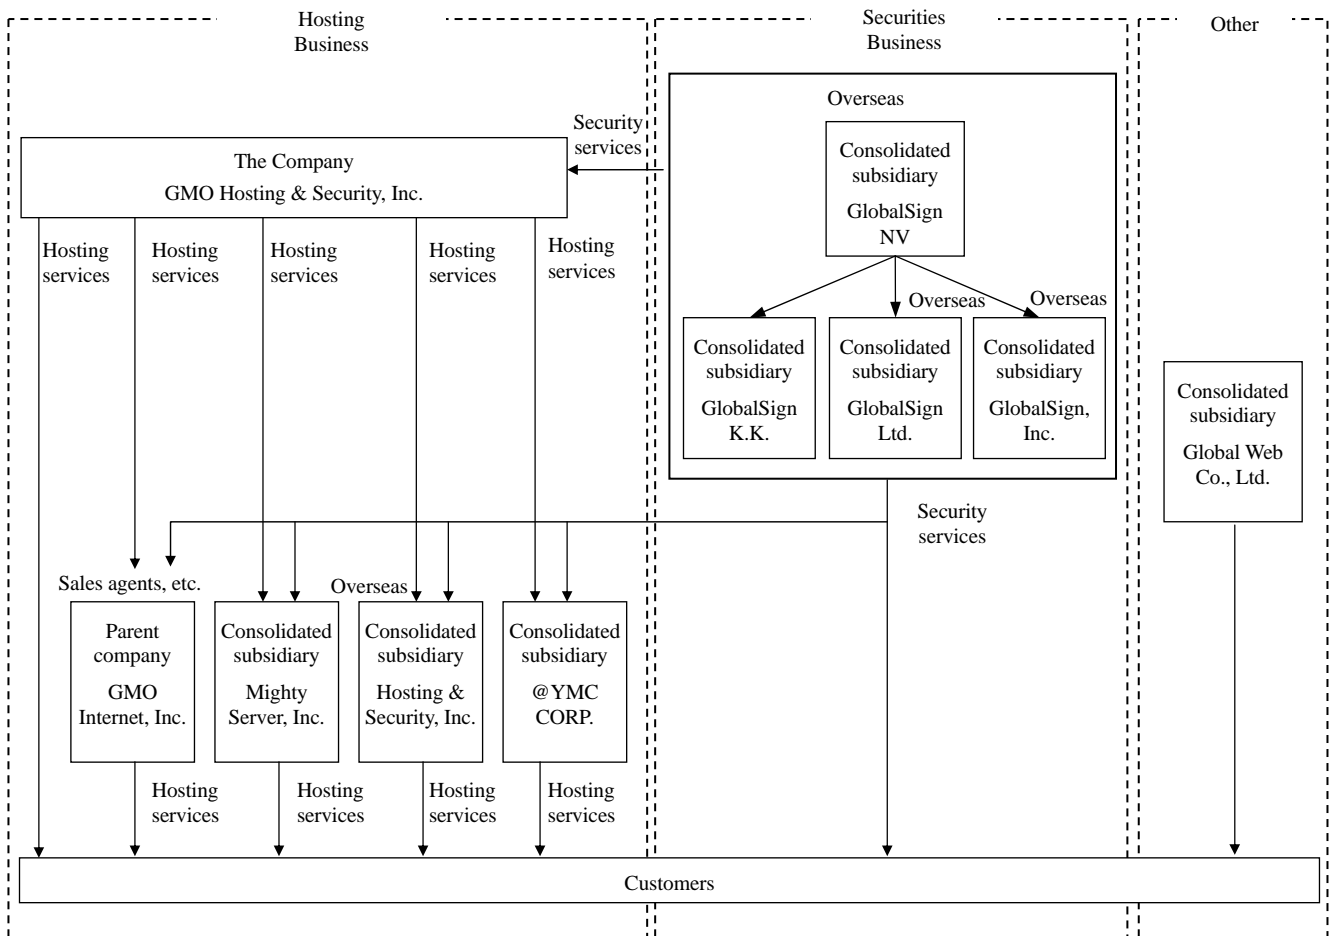 Hosting
Business
Securities
Business
Other
Overseas
Security
services
The Company
GMO Hosting & Security, Inc.
Consolidated
subsidiary
GlobalSign
NV
Hosting
services
Hosting
services
Hosting
services
Hosting
services
Hosting
services
Overseas
Overseas
Consolidated
subsidiary
GlobalSign
K.K.
Consolidated
subsidiary
GlobalSign
Ltd.
Consolidated
subsidiary
GlobalSign,
Inc.
Consolidated
subsidiary
Global Web
Co., Ltd.
Security
services
Sales agents, etc.
Overseas
Parent
company
GMO
Internet, Inc.
Consolidated
subsidiary
Mighty
Server, Inc.
Consolidated
subsidiary
Hosting &
Security, Inc.
Consolidated
subsidiary
@YMC
CORP.
Hosting
services
Hosting
services
Hosting
services
Hosting
services
Customers